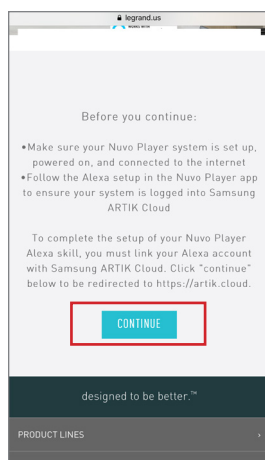 legrand.us
Before you continue:
•Make sure your Nuvo Player system is set up,
powered on, and connected to the internet
•Follow the Alexa setup in the Nuvo Player app
to ensure your system is logged into Samsung
ARTIK Cloud
To complete the setup of your Nuvo Player
Alexa skill, you must link your Alexa account
with Samsung ARTIK Cloud. Click "continue"
below to be redirected to https://artik.cloud.
CONTINUE
designed to be better.™
PRODUCT LINES